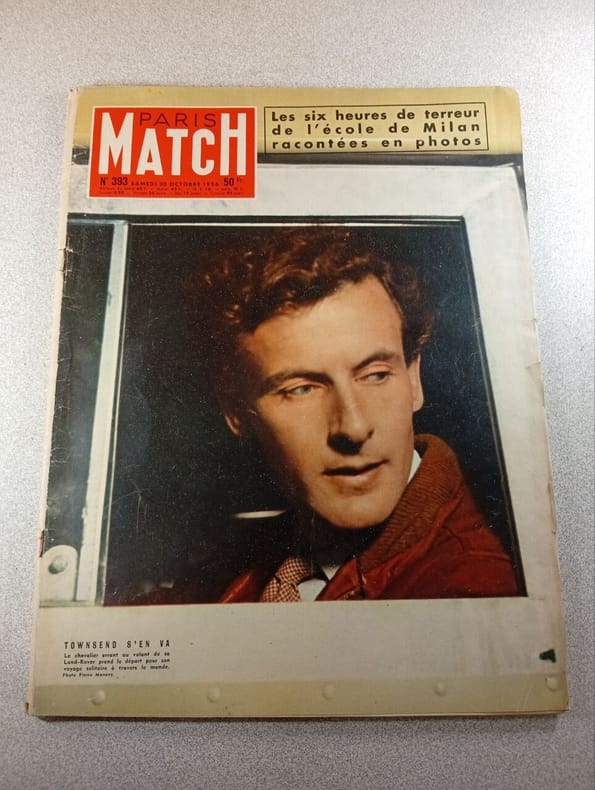 PARIS
MATCH
N° 393 SAMEDI 20 OCTOBRE 1956 50 Fr.
Les six heures de terreur
de l'école de Milan
racontées en photos
TOWNSEND S'EN VA
Le chevalier errant au volant de sa
Land-Rover prend le départ pour son
voyage solitaire à travers le monde.
Photo Pierre Manevy.